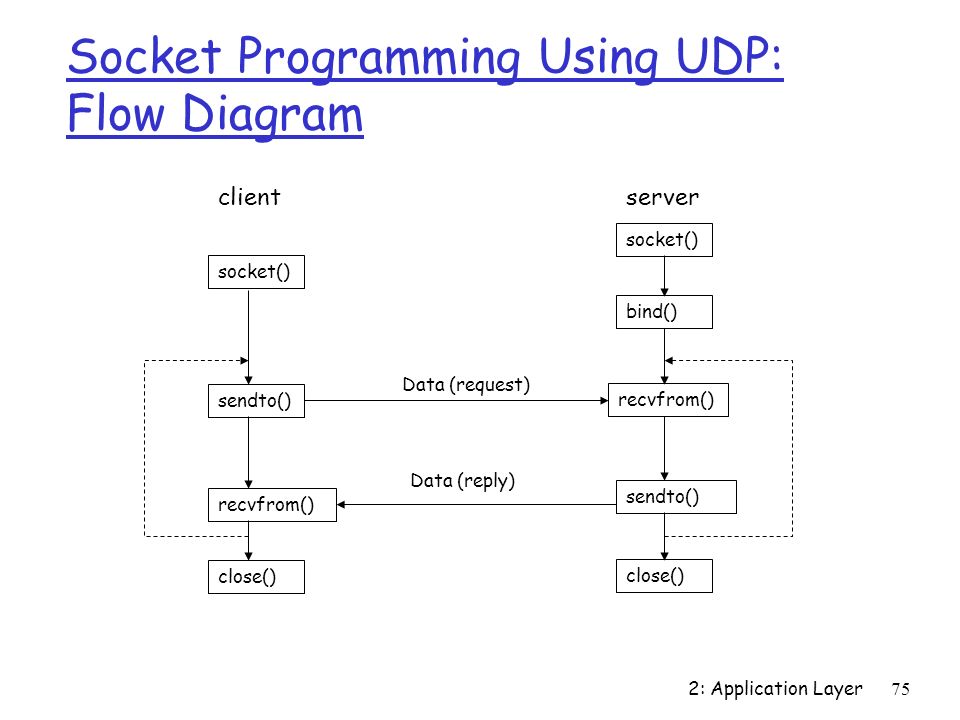 Socket Programming Using UDP:
Flow Diagram
client
server
socket()
socket()
bind()
Data (request)
sendto()
recvfrom()
Data (reply)
recvfrom()
sendto()
close()
close()
2: Application Layer 75